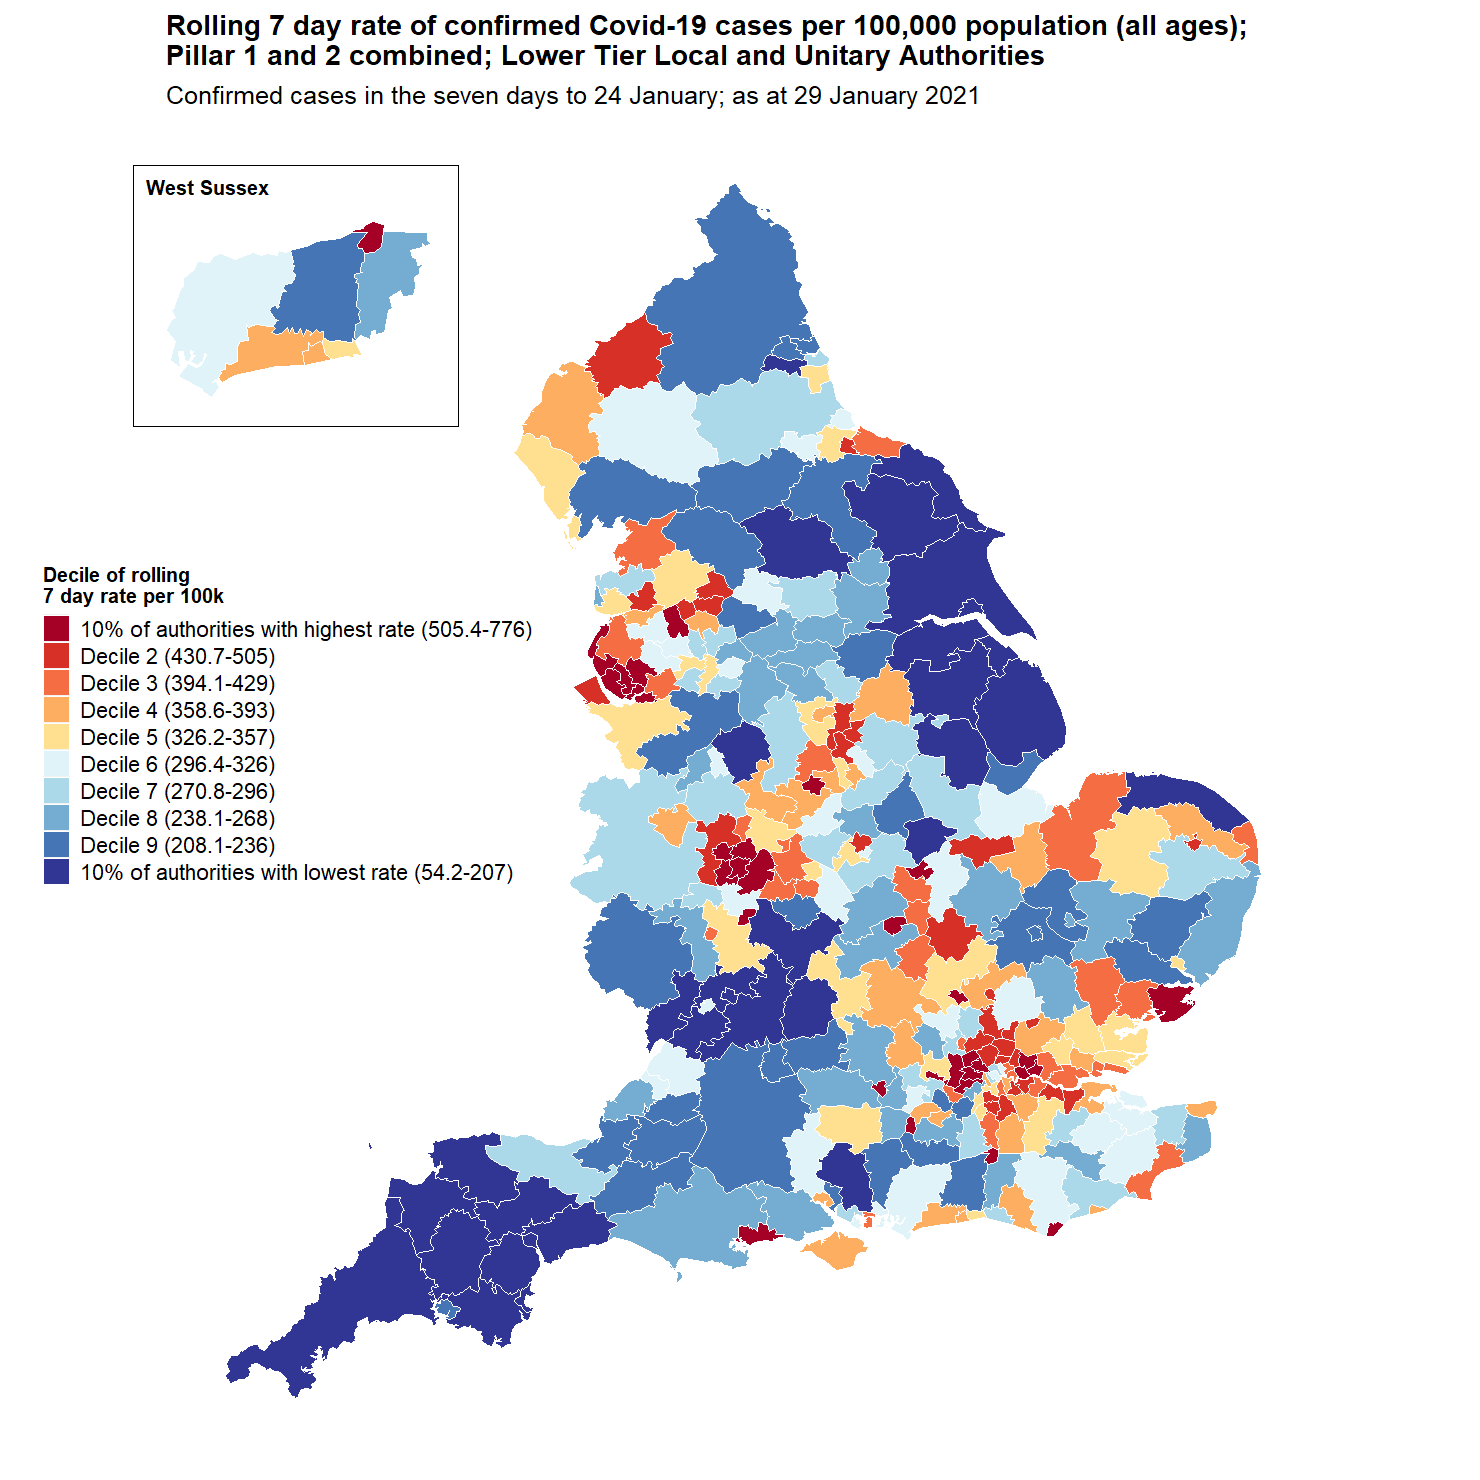 Rolling 7 day rate of confirmed Covid-19 cases per 100,000 population (all ages);
Pillar 1 and 2 combined; Lower Tier Local and Unitary Authorities
Confirmed cases in the seven days to 24 January; as at 29 January 2021
West Sussex
Decile of rolling
7 day rate per 100k
10% of authorities with highest rate (505.4-776)
Decile 2 (430.7-505)
Decile 3 (394.1-429)
Decile 4 (358.6-393)
Decile 5 (326.2-357)
Decile 6 (296.4-326)
Decile 7 (270.8-296)
Decile 8 (238.1-268)
Decile 9 (208.1-236)
10% of authorities with lowest rate (54.2-207)